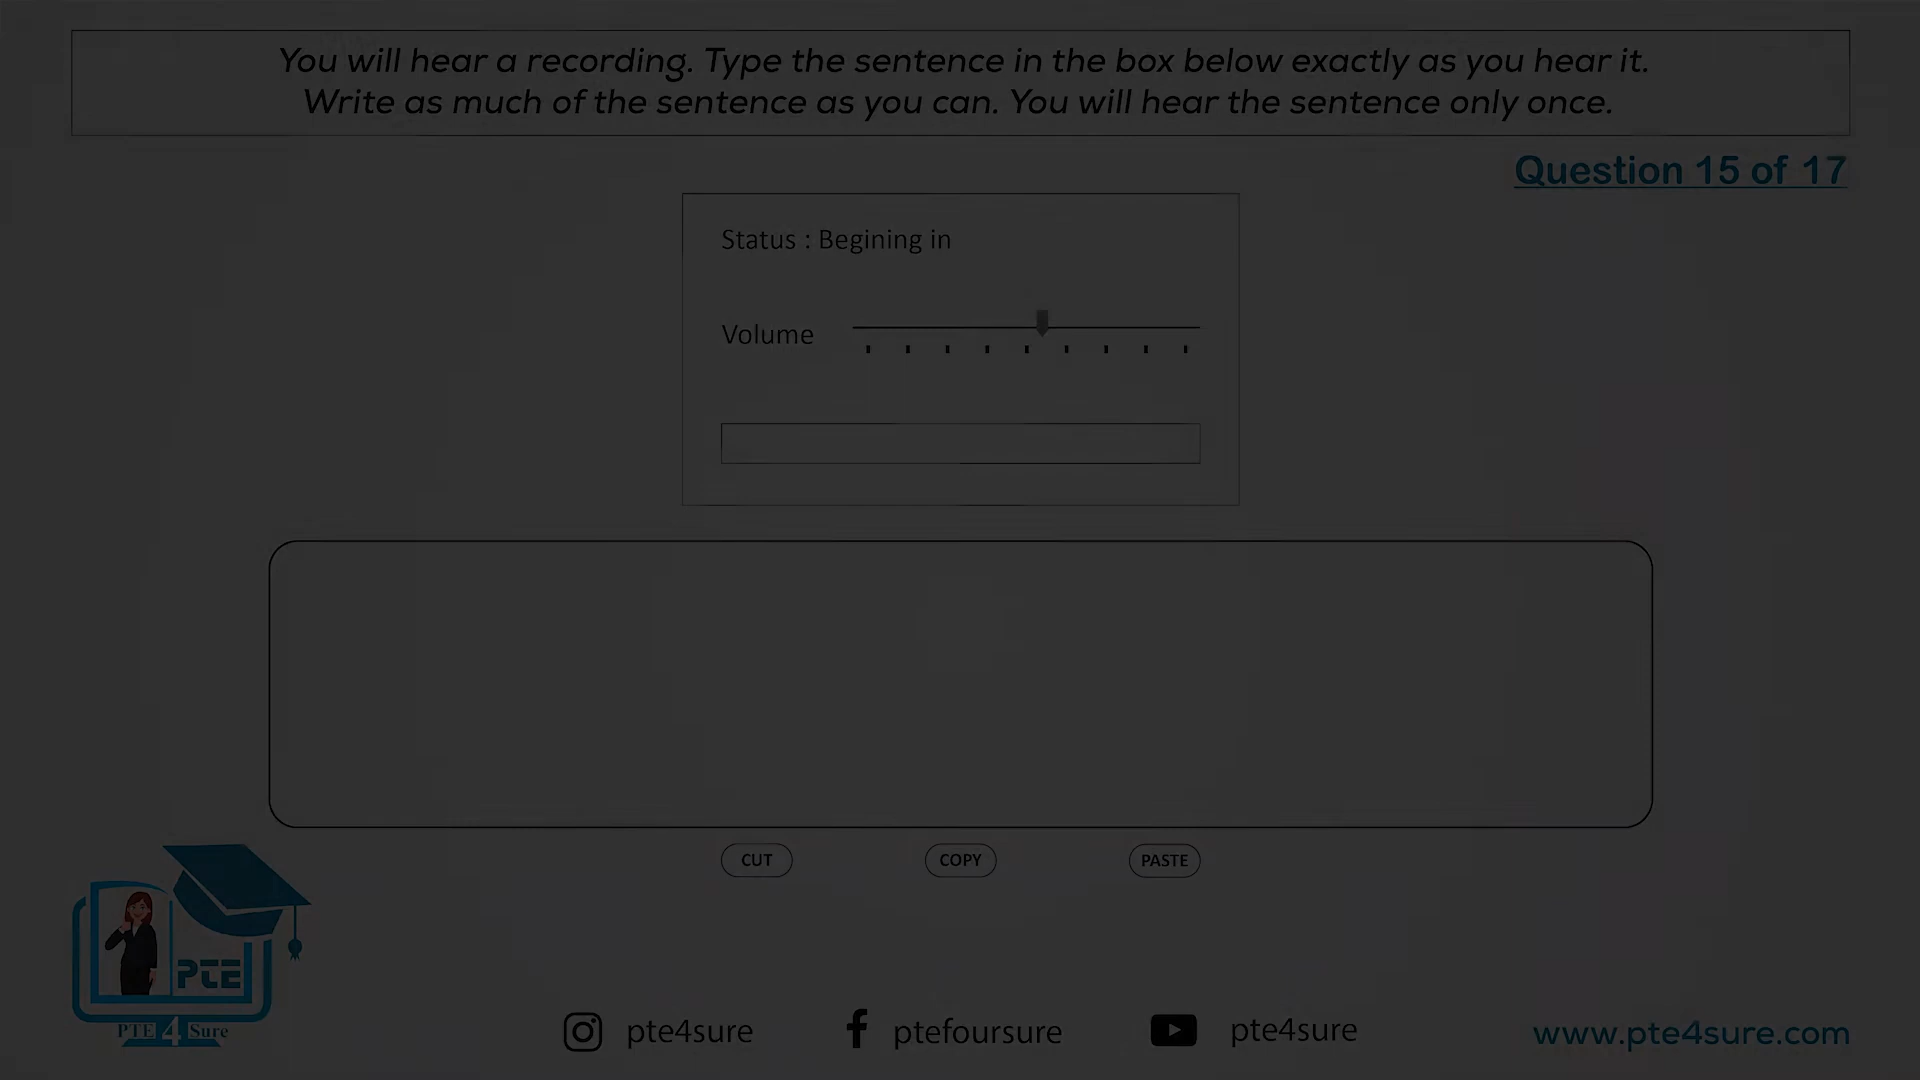 You will hear a recording. Type the sentence in the box below exactly as you hear it.
Write as much of the sentence as you can. You will hear the sentence only once.
Question 15 of 17
Status : Begining in
Volume
CUT
COPY
PASTE
PTE
PTE 4 Sure
pte4sure
ptefoursure
pte4sure
www.pte4sure.com